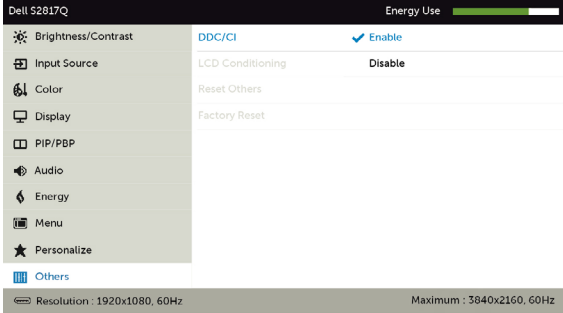 Dell S2817Q
Energy Use
Brightness/Contrast
DDC/CI
Enable
Input Source
LCD Conditioning
Disable
Color
Reset Others
Display
Factory Reset
PIP/PBP
Audio
Energy
Menu
Personalize
Others
Resolution : 1920x1080, 60Hz
Maximum : 3840x2160, 60Hz